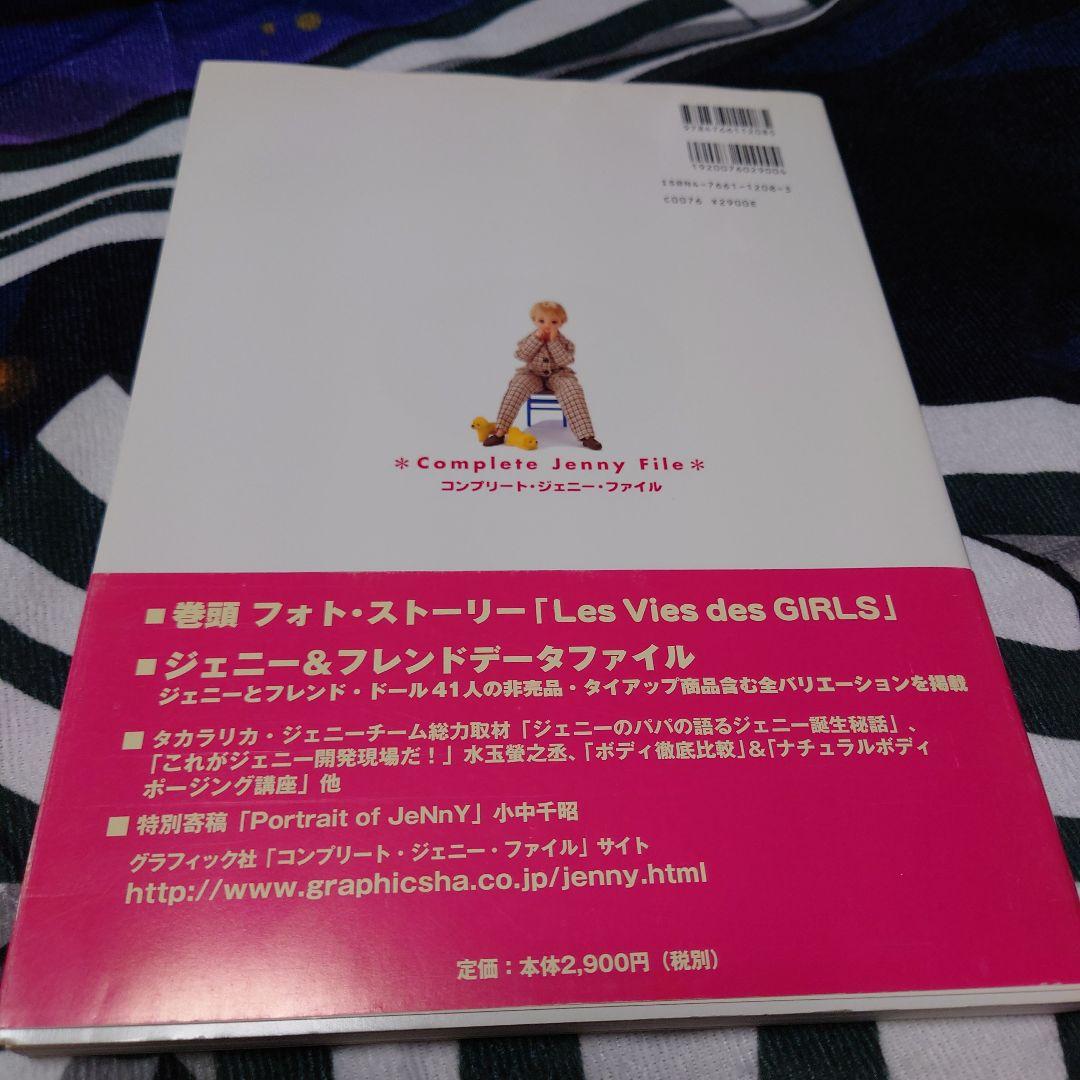 9784766112085
1920076029004
ISBN4-7661-1208-5
C0076 ¥2900E
*Complete Jenny File*
コンプリート・ジェニー・ファイル
■巻頭 フォト・ストーリー「Les Vies des GIRLS」
■ジェニー&フレンドデータファイル
ジェニーとフレンド・ドール41人の非売品・タイアップ商品含む全バリエーションを掲載
■タカラリカ・ジェニーチーム総力取材「ジェニーのパパの語るジェニー誕生秘話」、
「これがジェニー開発現場だ!」水玉螢之丞、「ボディ徹底比較」&「ナチュラルボディ
ポージング講座」他
■特別寄稿「Portrait of JeNnY」小中千昭
グラフィック社「コンプリート・ジェニー・ファイル」サイト
http://www.graphicsha.co.jp/jenny.html
定価:本体2,900円(税別)